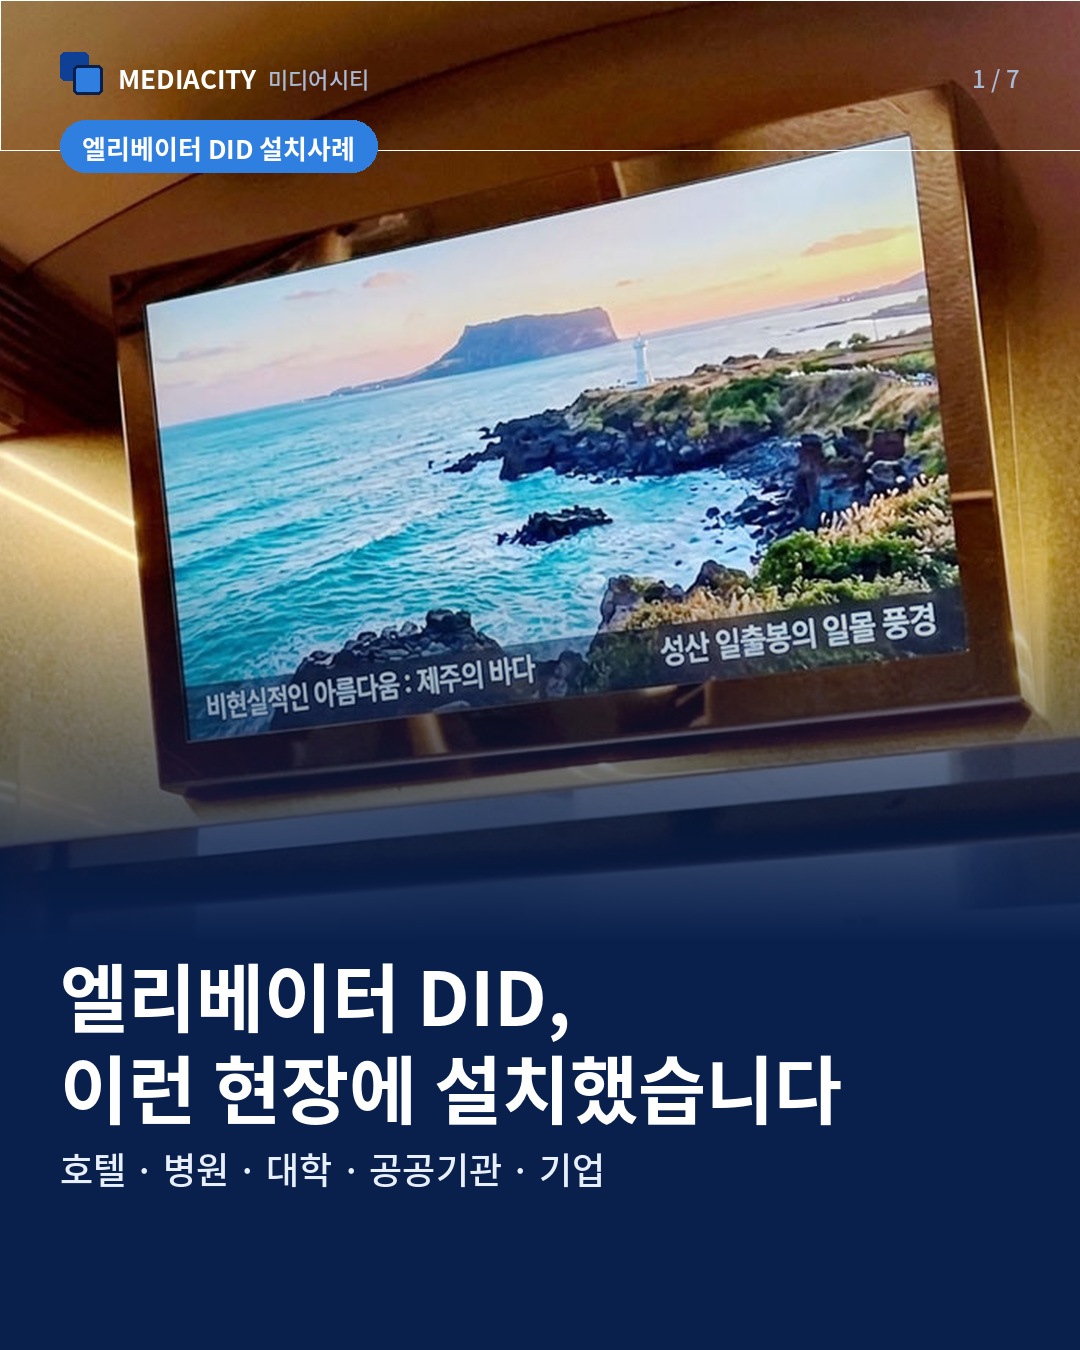 MEDIACITY 미디어시티
1 / 7
엘리베이터 DID 설치사례
비현실적인 아름다움 : 제주의 바다
성산 일출봉의 일몰 풍경
엘리베이터 DID,
이런 현장에 설치했습니다
호텔 · 병원 · 대학 · 공공기관 · 기업